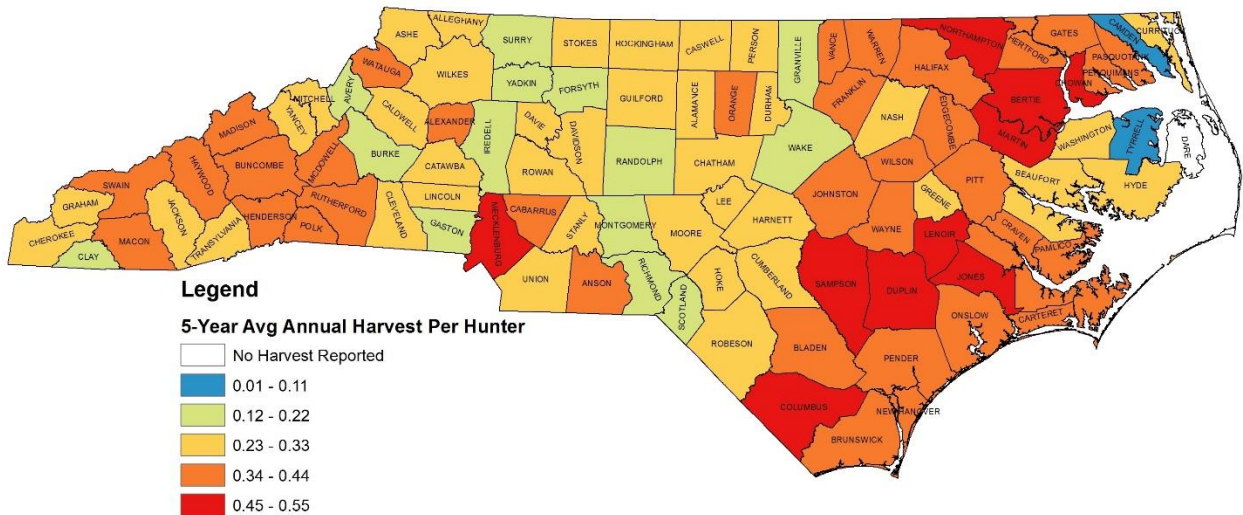 ALLEGHANY
ASHE
SURRY
STOKES
ROCKINGHAM
CASWELL
PERSON
GRANVILLE
VANCE
WARREN
NORTHAMPTON
HERTFORD
GATES
CAMDEN
CURRITUCK
PASQUOTANK
PERQUIMANS
CHOWAN
WATAUGA
WILKES
YADKIN
FORSYTH
GUILFORD
ALAMANCE
ORANGE
DURHAM
FRANKLIN
HALIFAX
BERTIE
MITCHELL
AVERY
YANCEY
CALDWELL
ALEXANDER
IREDELL
DAVIE
DAVIDSON
NASH
EDGECOMBE
MARTIN
WASHINGTON
TYRRELL
DARE
MADISON
HAYWOOD
BUNCOMBE
MCDOWELL
BURKE
CATAWBA
ROWAN
RANDOLPH
CHATHAM
WAKE
WILSON
PITT
BEAUFORT
HYDE
SWAIN
GRAHAM
JACKSON
HENDERSON
RUTHERFORD
POLK
CLEVELAND
LINCOLN
GASTON
MECKLENBURG
CABARRUS
STANLY
MONTGOMERY
MOORE
LEE
HARNETT
JOHNSTON
WAYNE
GREENE
LENOIR
CRAVEN
PAMLICO
CHEROKEE
CLAY
MACON
TRANSYLVANIA
UNION
ANSON
RICHMOND
SCOTLAND
HOKE
CUMBERLAND
SAMPSON
DUPLIN
JONES
ONSLOW
CARTERET
ROBESON
BLADEN
PENDER
COLUMBUS
NEW HANOVER
BRUNSWICK
Legend
5-Year Avg Annual Harvest Per Hunter
No Harvest Reported
0.01 - 0.11
0.12 - 0.22
0.23 - 0.33
0.34 - 0.44
0.45 - 0.55